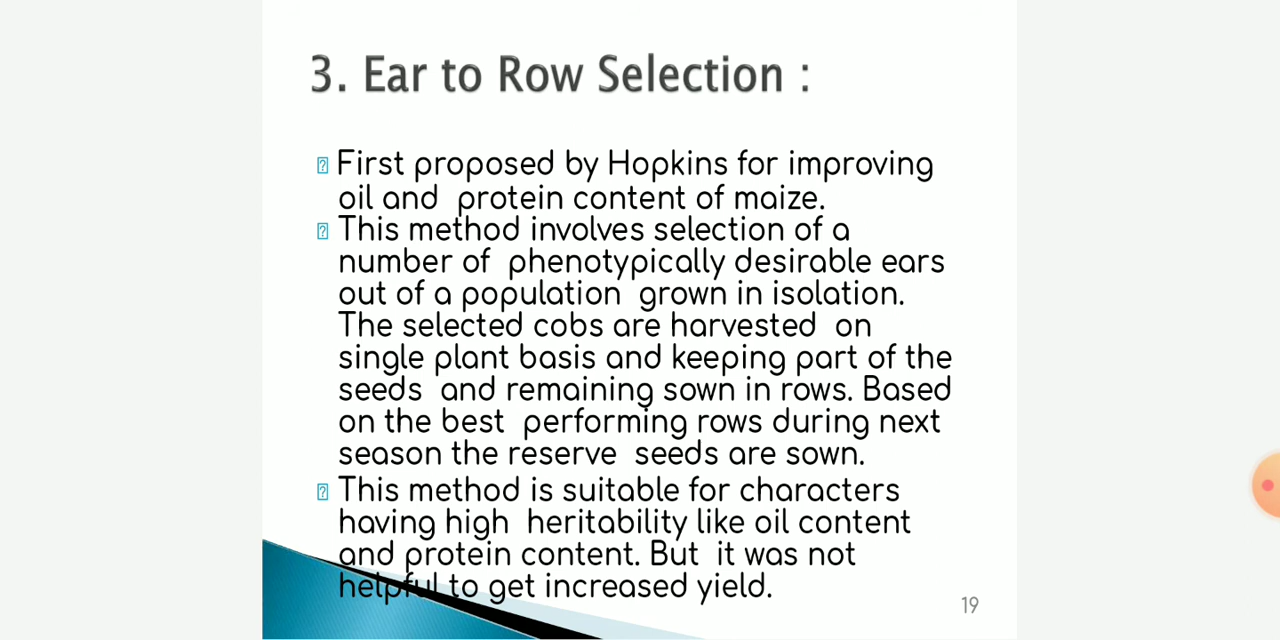 3. Ear to Row Selection :
First proposed by Hopkins for improving
oil and protein content of maize.
This method involves selection of a
number of phenotypically desirable ears
out of a population grown in isolation.
The selected cobs are harvested on
single plant basis and keeping part of the
seeds and remaining sown in rows. Based
on the best performing rows during next
season the reserve seeds are sown.
This method is suitable for characters
having high heritability like oil content
and protein content. But it was not
helpful to get increased yield.
19